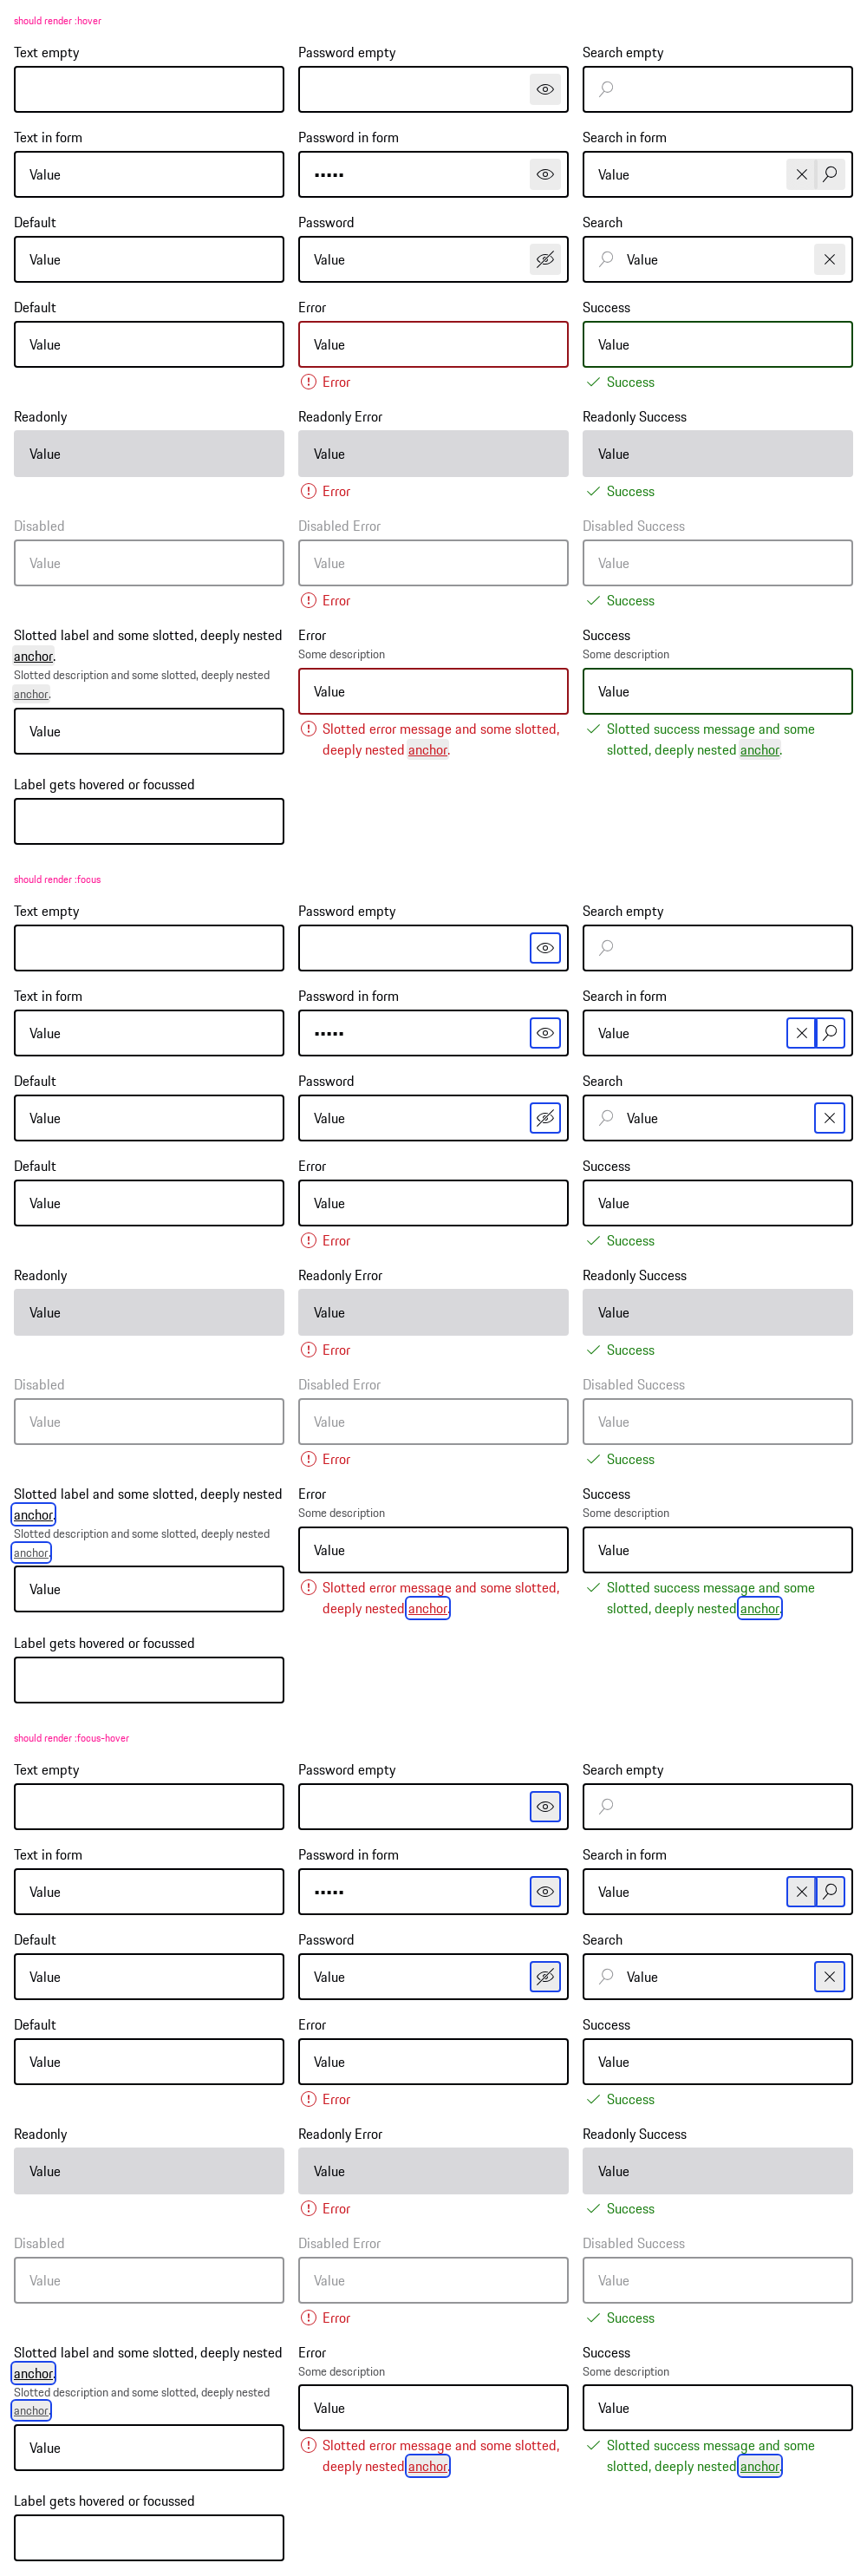 should render :hover
Text empty
Password empty
Search empty
Text in form
Password in form
Search in form
Value
•••••
Value
Default
Password
Search
Value
Value
Value
Default
Error
Success
Value
Value
Value
Error
Success
Readonly
Readonly Error
Readonly Success
Value
Value
Value
Error
Success
Disabled
Disabled Error
Disabled Success
Value
Value
Value
Error
Success
Slotted label and some slotted, deeply nested
anchor.
Slotted description and some slotted, deeply nested
anchor.
Value
Error
Some description
Value
Slotted error message and some slotted,
deeply nested anchor.
Success
Some description
Value
Slotted success message and some
slotted, deeply nested anchor.
Label gets hovered or focussed
should render :focus
Text empty
Password empty
Search empty
Text in form
Password in form
Search in form
Value
•••••
Value
Default
Password
Search
Value
Value
Value
Default
Error
Success
Value
Value
Value
Error
Success
Readonly
Readonly Error
Readonly Success
Value
Value
Value
Error
Success
Disabled
Disabled Error
Disabled Success
Value
Value
Value
Error
Success
Slotted label and some slotted, deeply nested
anchor.
Slotted description and some slotted, deeply nested
anchor.
Value
Error
Some description
Value
Slotted error message and some slotted,
deeply nested anchor.
Success
Some description
Value
Slotted success message and some
slotted, deeply nested anchor.
Label gets hovered or focussed
should render :focus-hover
Text empty
Password empty
Search empty
Text in form
Password in form
Search in form
Value
•••••
Value
Default
Password
Search
Value
Value
Value
Default
Error
Success
Value
Value
Value
Error
Success
Readonly
Readonly Error
Readonly Success
Value
Value
Value
Error
Success
Disabled
Disabled Error
Disabled Success
Value
Value
Value
Error
Success
Slotted label and some slotted, deeply nested
anchor.
Slotted description and some slotted, deeply nested
anchor.
Value
Error
Some description
Value
Slotted error message and some slotted,
deeply nested anchor.
Success
Some description
Value
Slotted success message and some
slotted, deeply nested anchor.
Label gets hovered or focussed